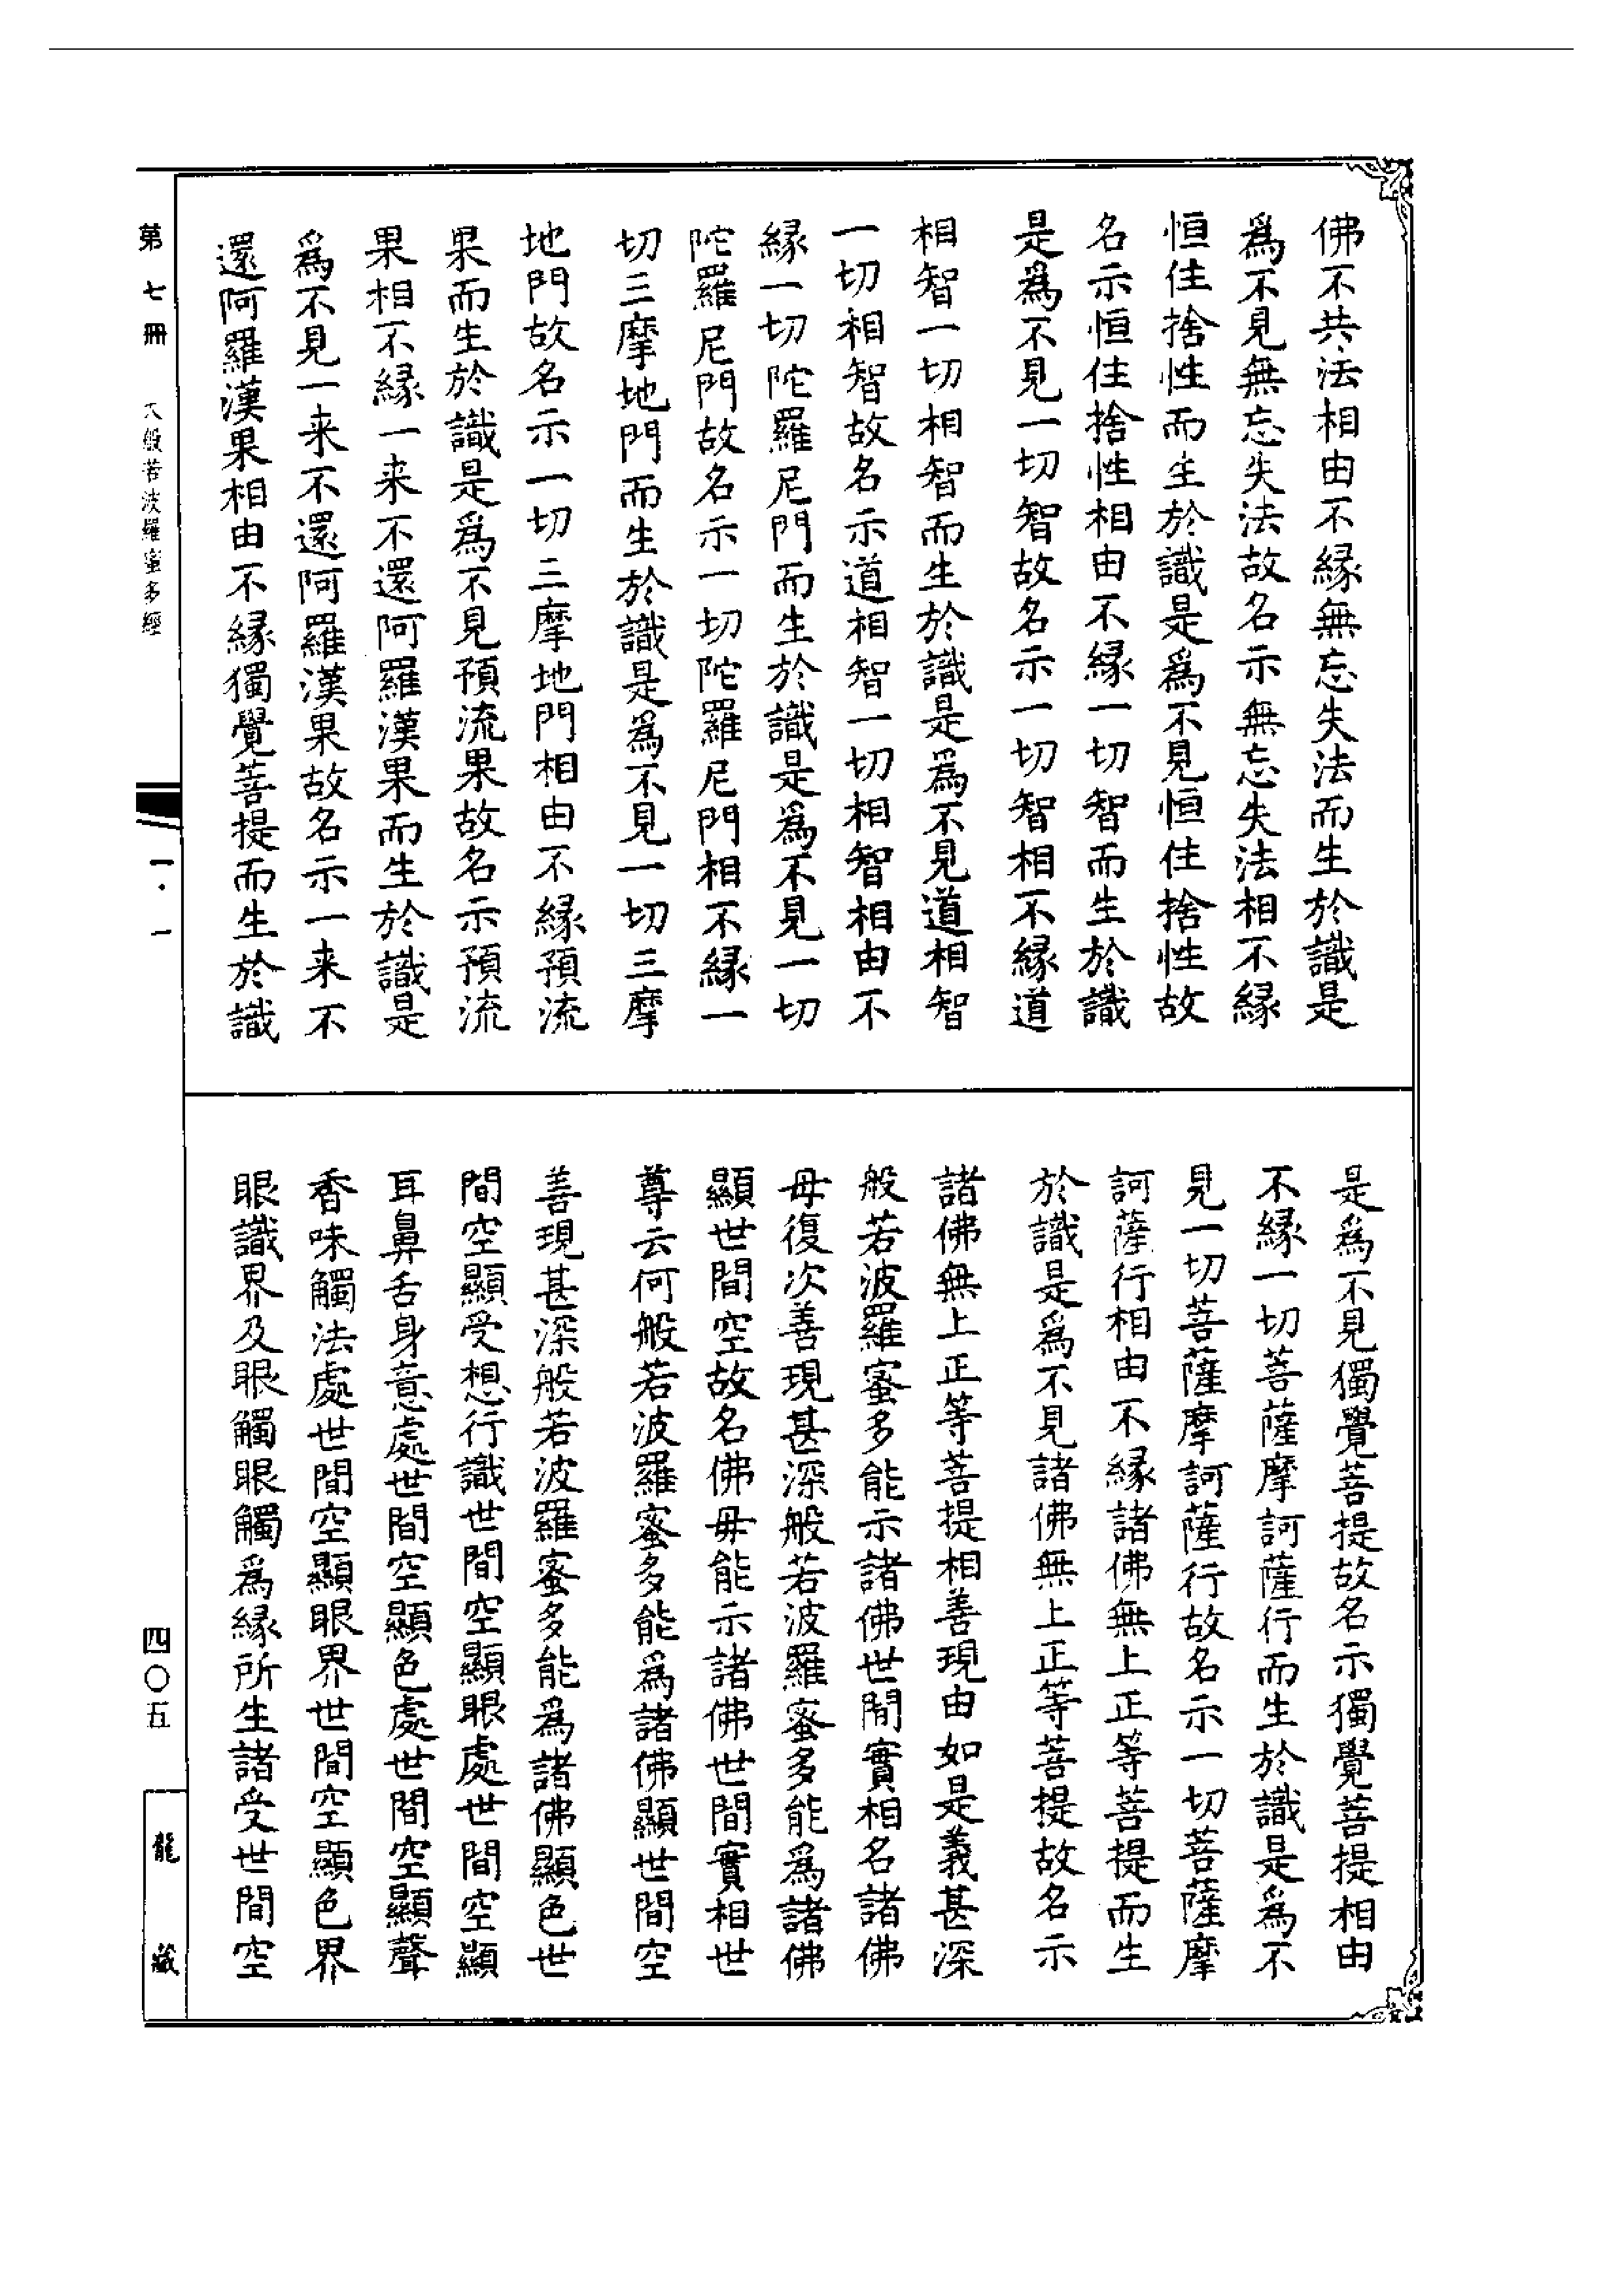 佛不共法相由不緣無忘失法而生於識是
爲不見無忘失法故名示無忘失法相不緣
恒住捨性而生於識是爲不見恒住捨性故
名示恒住捨性相由不緣一切智而生於識
是爲不見一切智故名示一切智相不緣道
相智一切相智而生於識是爲不見道相智
一切相智故名示道相智一切相智相由不
緣一切陀羅尼門而生於識是爲不見一切
陀羅尼門故名示一切陀羅尼門相不緣一
切三摩地門而生於識是爲不見一切三摩
地門故名示一切三摩地門相由不緣預流
果而生於識是爲不見預流果故名示預流
果相不緣一来不還阿羅漢果而生於識是
爲不見一来不還阿羅漢果故名示一来不
還阿羅漢果相由不緣獨覺菩提而生於識
是爲不見獨覺菩提故名示獨覺菩提相由
不緣一切菩薩摩訶薩行而生於識是爲不
見一切菩薩摩訶薩行故名示一切菩薩摩
訶薩行相由不緣諸佛無上正等菩提而生
於識是爲不見諸佛無上正等菩提故名示
諸佛無上正等菩提相善現由如是義甚深
般若波羅蜜多能示諸佛世間實相名諸佛
母復次善現甚深般若波羅蜜多能爲諸佛
顯世間空故名佛母能示諸佛世間實相世
尊云何般若波羅蜜多能爲諸佛顯世間空
善現甚深般若波羅蜜多能爲諸佛顯色世
間空顯受想行識世間空顯眼處世間空顯
耳鼻舌身意處世間空顯色處世間空顯聲
香味觸法處世間空顯眼界世間空顯色界
眼識界及眼觸眼觸爲緣所生諸受世間空
第七冊 大般若波羅蜜多經 一·一 四〇五 龍藏